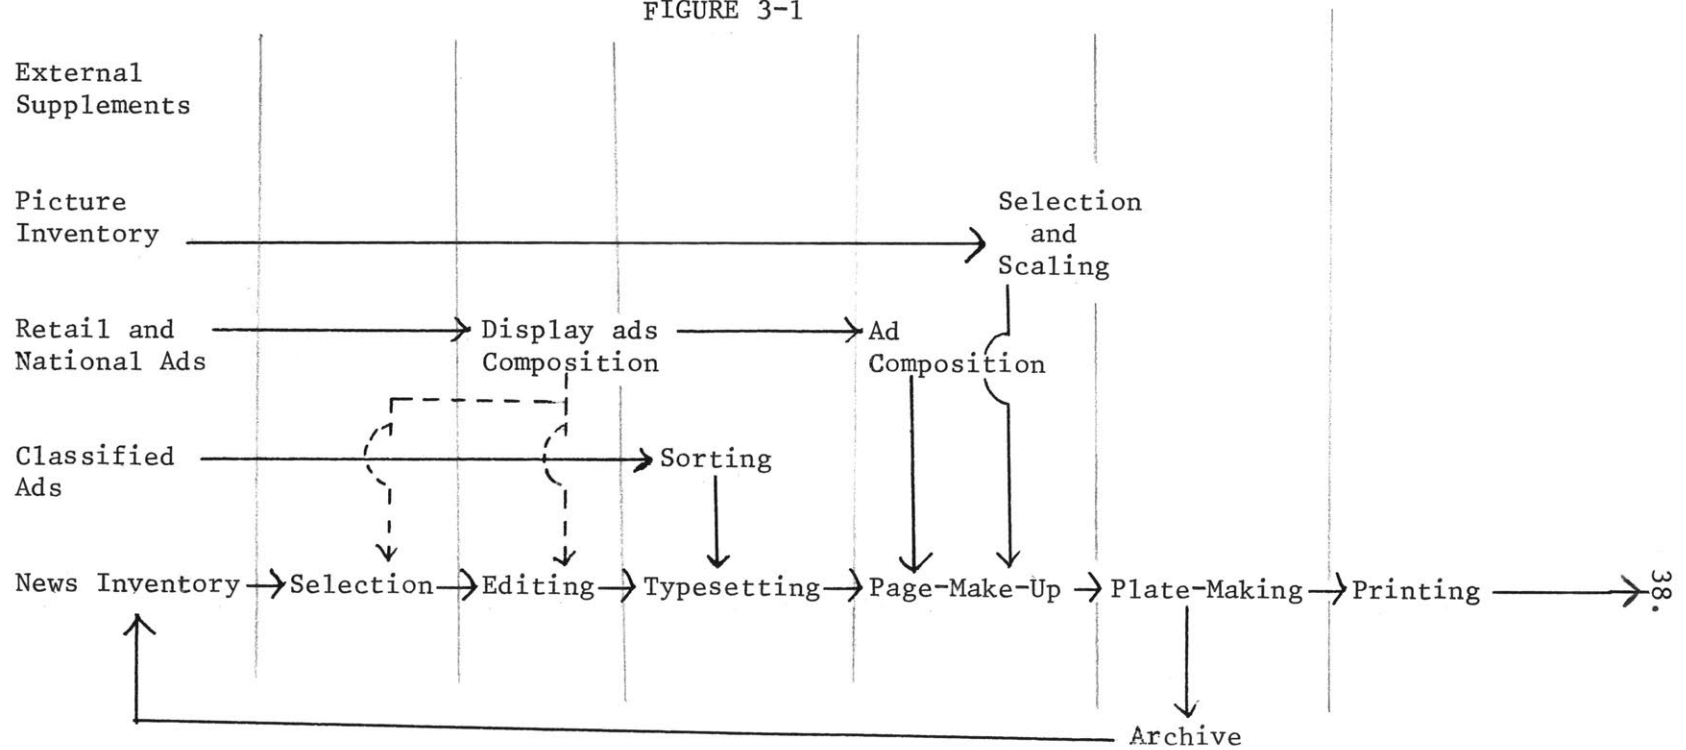 FIGURE 3-1
External
Supplements
Picture
Inventory
Selection
and
Scaling
Retail and
National Ads
Display ads
Composition
Ad
Composition
Classified
Ads
Sorting
News Inventory
Selection
Editing
Typesetting
Page-Make-Up
Plate-Making
Printing
38.
Archive